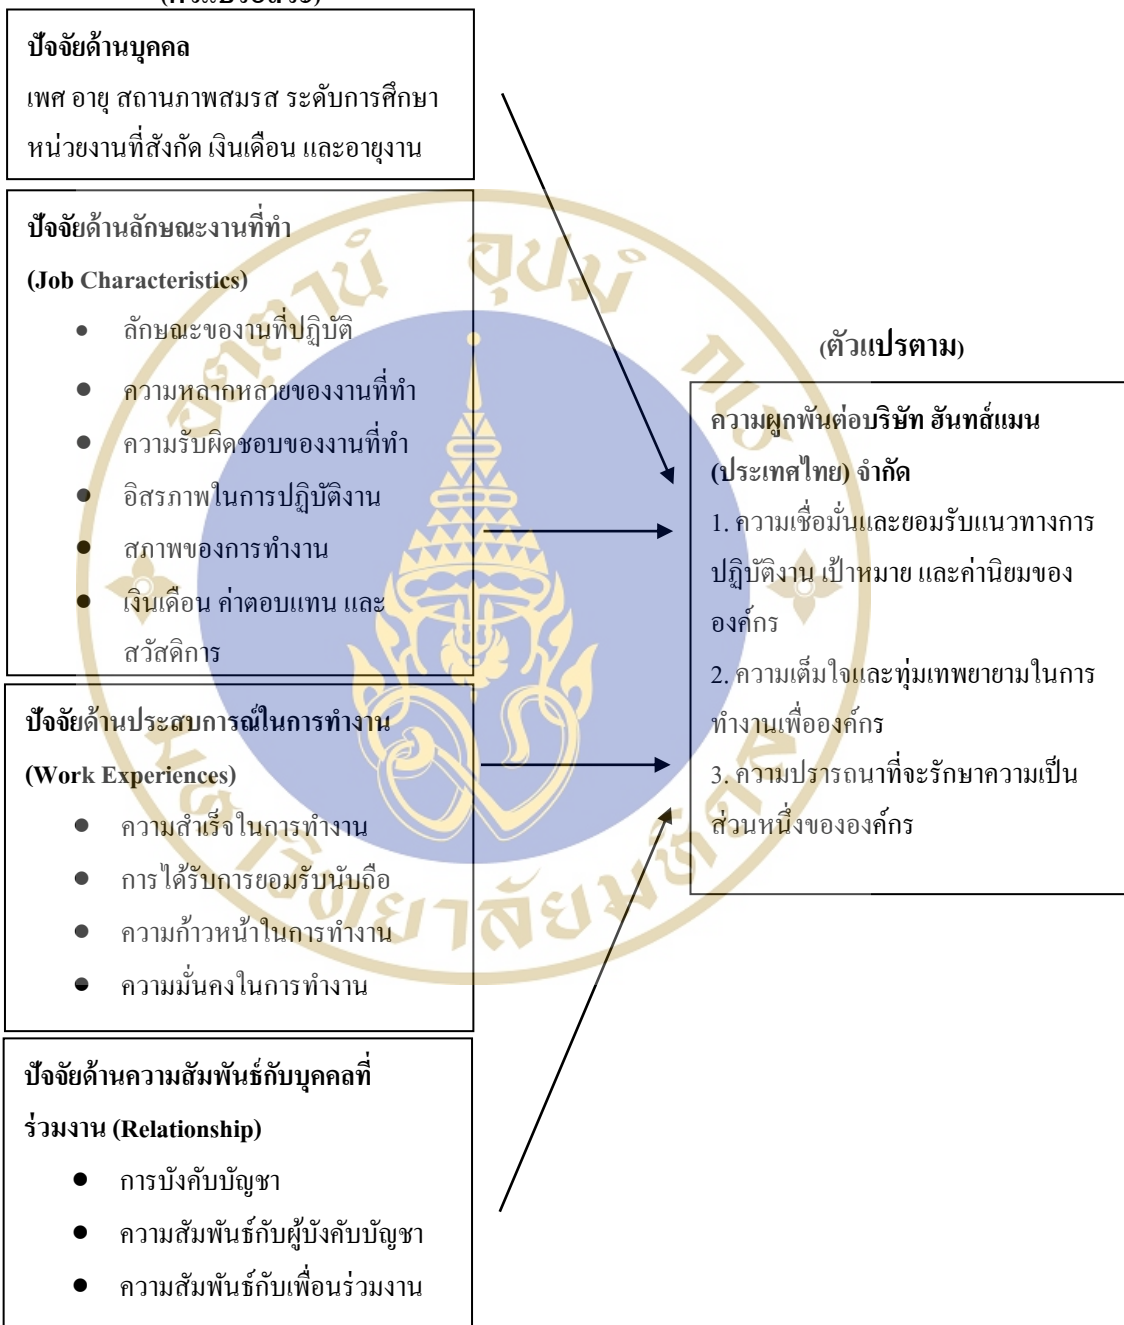 ปัจจัยด้านบุคคล
เพศ อายุ สถานภาพสมรส ระดับการศึกษา
หน่วยงานที่สังกัด เงินเดือน และอายุงาน
ปัจจัยด้านลักษณะงานที่ทำ
(Job Characteristics)
● ลักษณะของงานที่ปฏิบัติ
● ความหลากหลายของงานที่ทำ
● ความรับผิดชอบของงานที่ทำ
● อิสรภาพในการปฏิบัติงาน
● สภาพของการทำงาน
● เงินเดือน ค่าตอบแทน และ
สวัสดิการ
ปัจจัยด้านประสบการณ์ในการทำงาน
(Work Experiences)
● ความสำเร็จในการทำงาน
● การได้รับการยอมรับนับถือ
● ความก้าวหน้าในการทำงาน
● ความมั่นคงในการทำงาน
ปัจจัยด้านความสัมพันธ์กับบุคคลที่
ร่วมงาน (Relationship)
● การบังคับบัญชา
● ความสัมพันธ์กับผู้บังคับบัญชา
● ความสัมพันธ์กับเพื่อนร่วมงาน
(ตัวแปรตาม)
ความผูกพันต่อบริษัท ฮันทส์แมน
(ประเทศไทย) จำกัด
1. ความเชื่อมั่นและยอมรับแนวทางการ
ปฏิบัติงาน เป้าหมาย และค่านิยมของ
องค์กร
2. ความเต็มใจและทุ่มเทพยายามในการ
ทำงานเพื่อองค์กร
3. ความปรารถนาที่จะรักษาความเป็น
ส่วนหนึ่งขององค์กร
อตฺตานํ อุปมํ กเร
มหาวิทยาลัยมหิดล